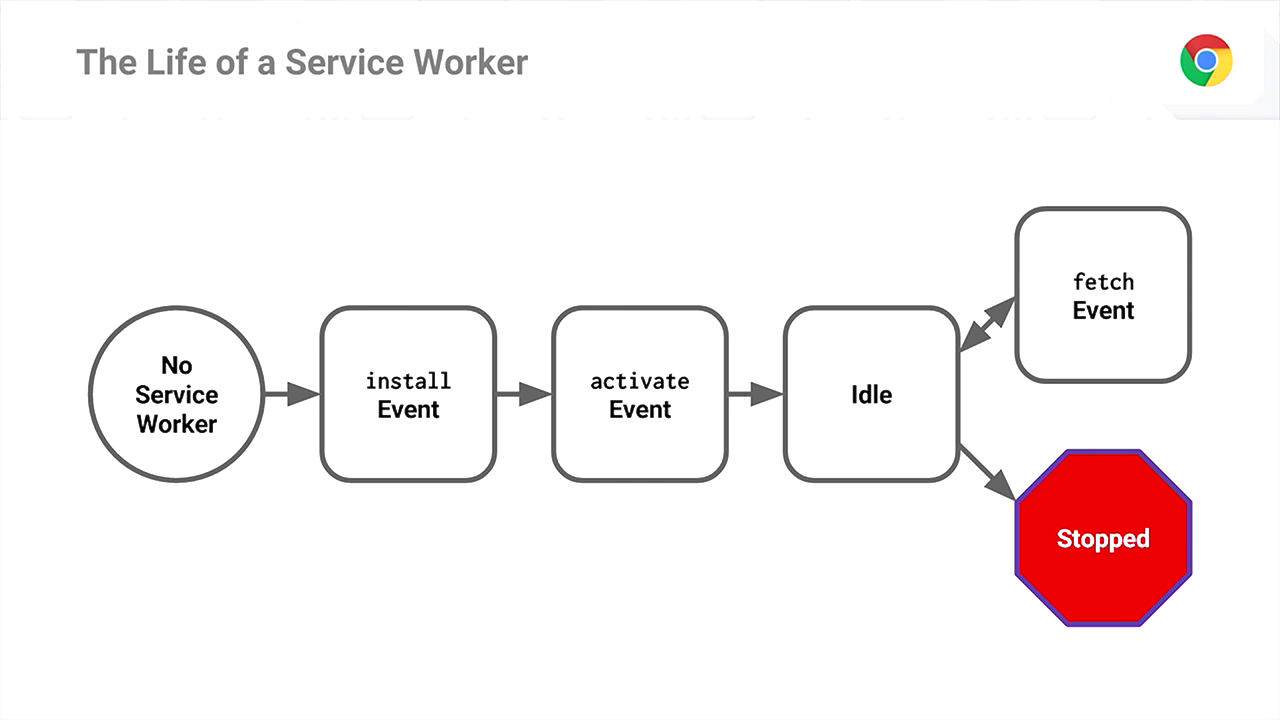 The Life of a Service Worker
No
Service
Worker
install
Event
activate
Event
Idle
fetch
Event
Stopped